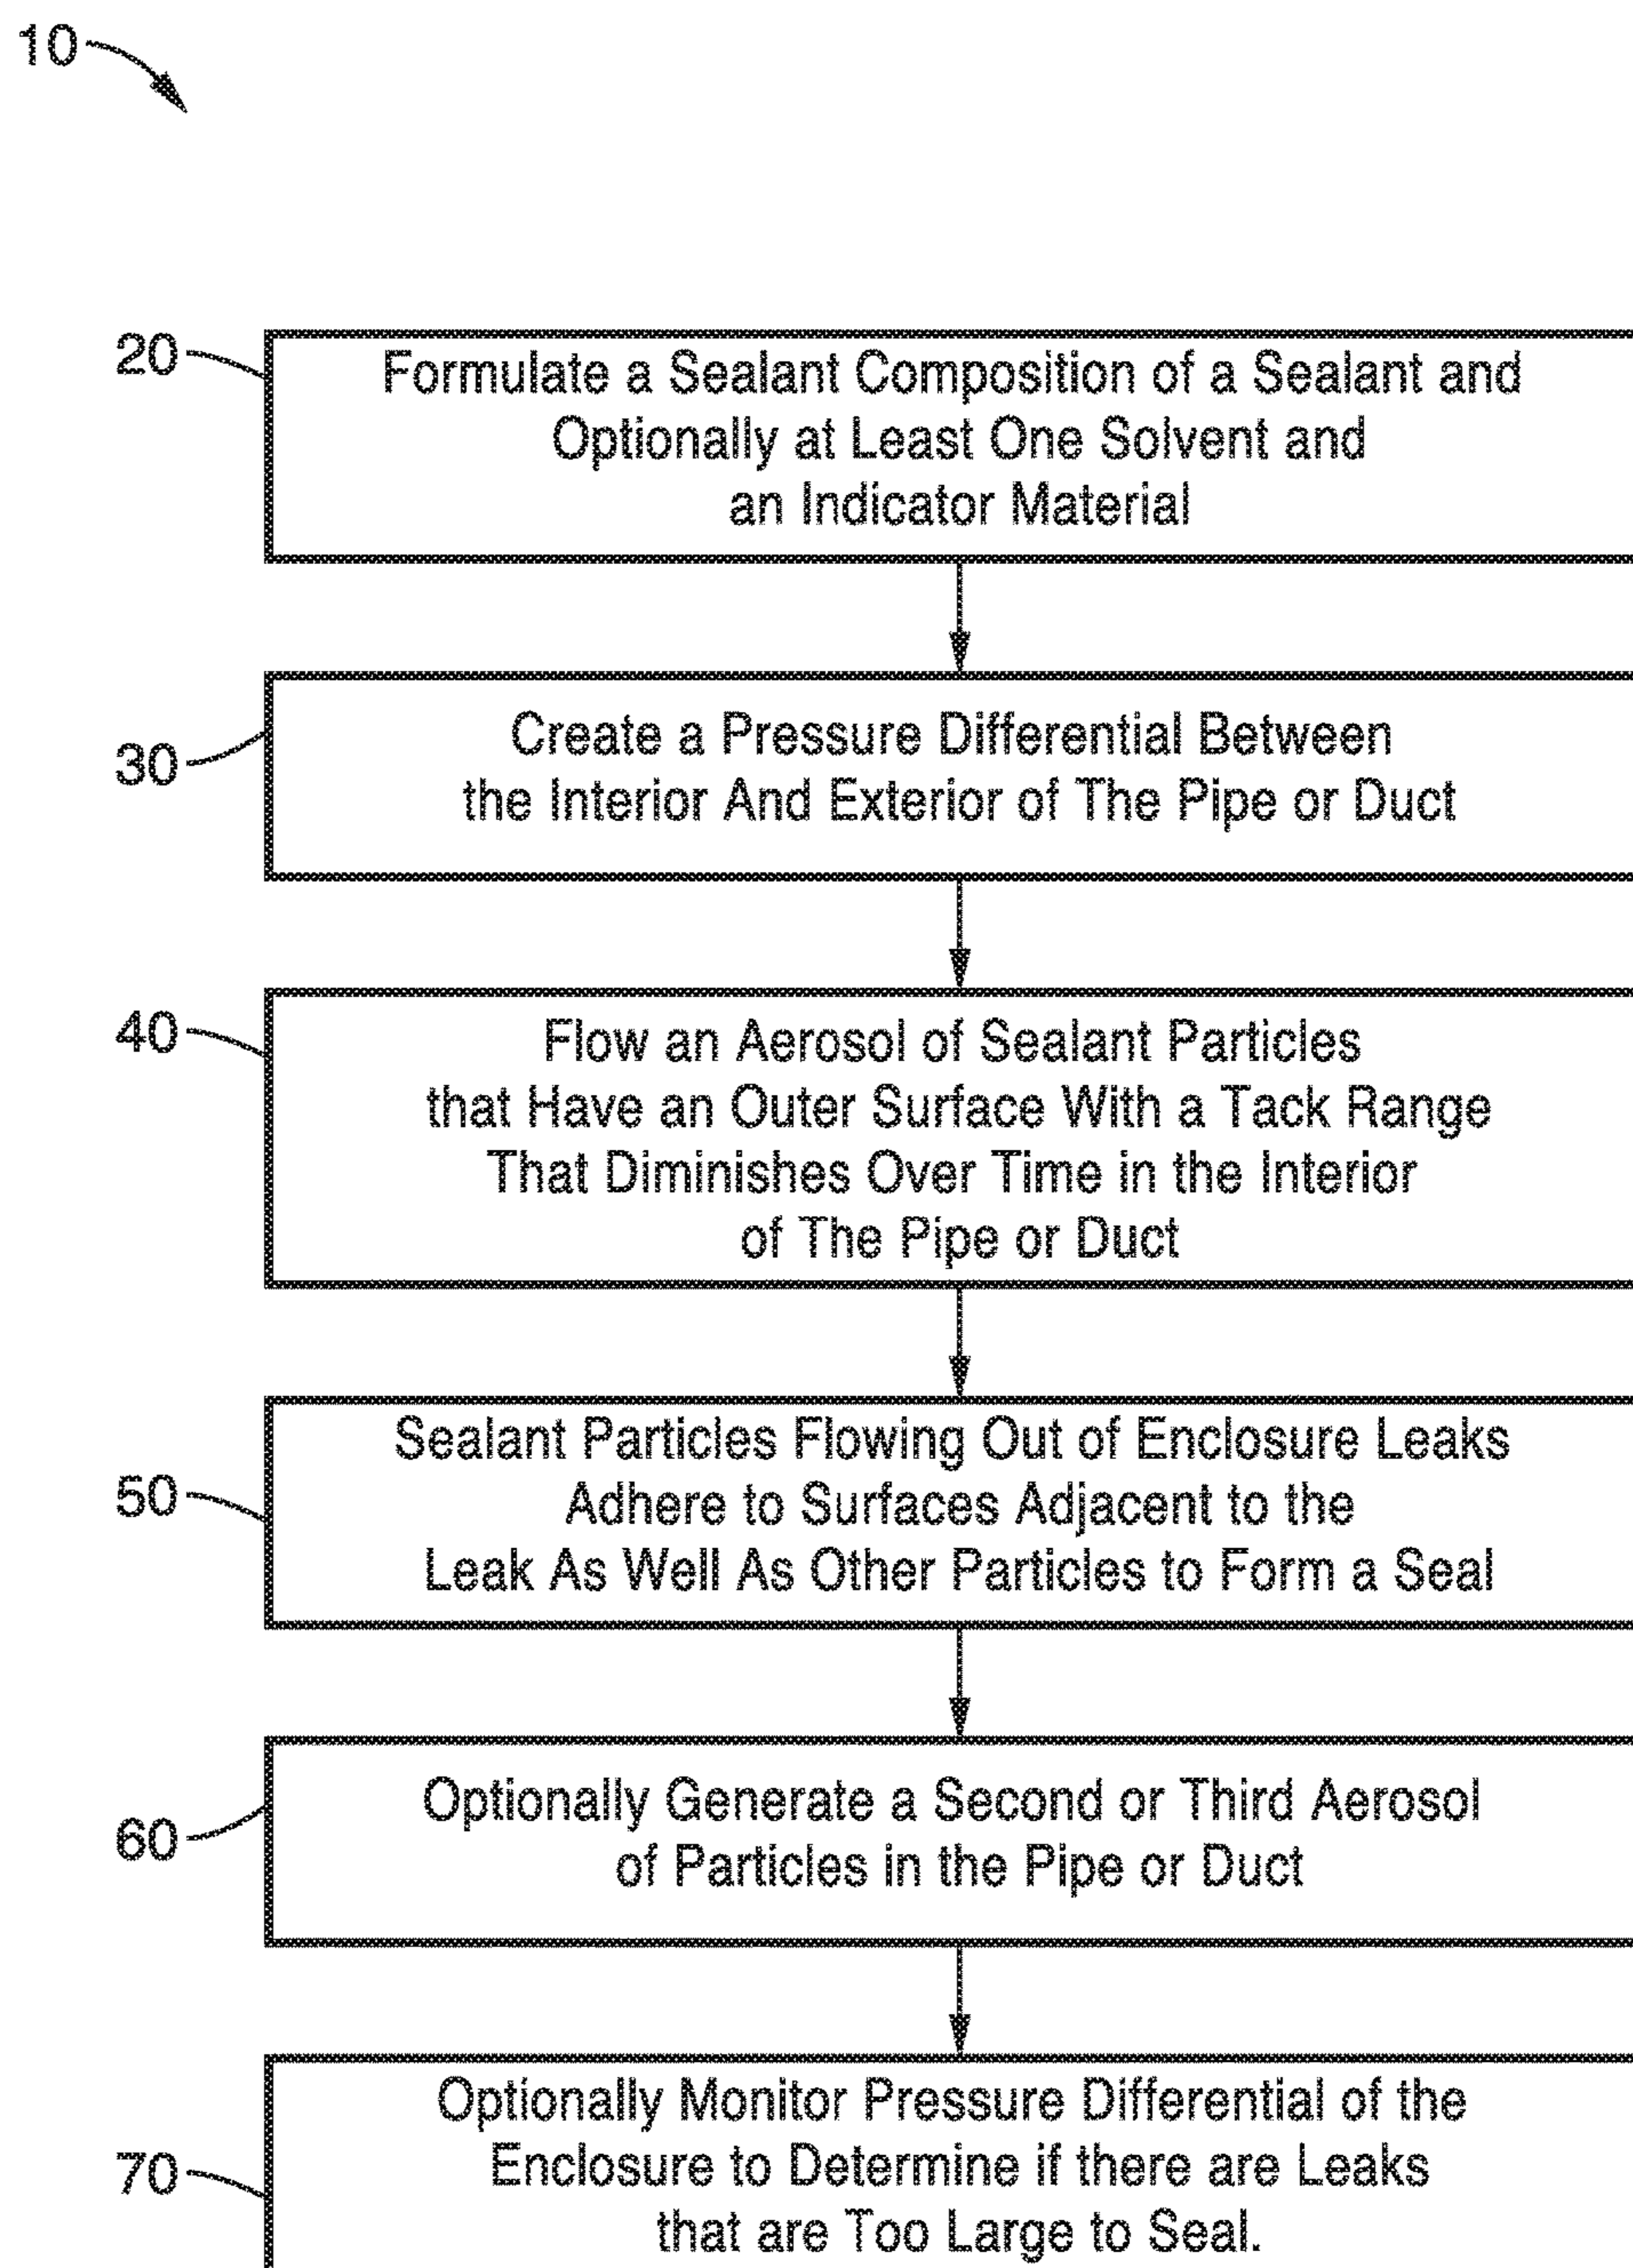 10
20
Formulate a Sealant Composition of a Sealant and
Optionally at Least One Solvent and
an Indicator Material
30
Create a Pressure Differential Between
the Interior And Exterior of The Pipe or Duct
40
Flow an Aerosol of Sealant Particles
that Have an Outer Surface With a Tack Range
That Diminishes Over Time in the Interior
of The Pipe or Duct
50
Sealant Particles Flowing Out of Enclosure Leaks
Adhere to Surfaces Adjacent to the
Leak As Well As Other Particles to Form a Seal
60
Optionally Generate a Second or Third Aerosol
of Particles in the Pipe or Duct
70
Optionally Monitor Pressure Differential of the
Enclosure to Determine if there are Leaks
that are Too Large to Seal.